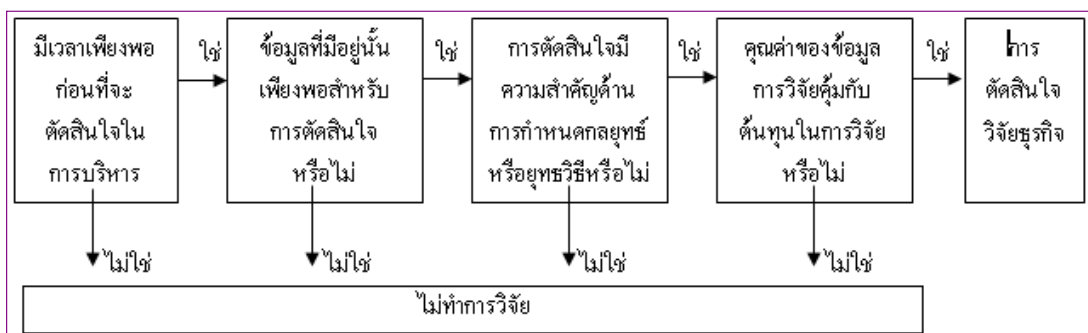 มีเวลาเพียงพอ
ก่อนที่จะ
ตัดสินใจใน
การบริหาร
ใช่
ข้อมูลที่มีอยู่นั้น
เพียงพอสำหรับ
การตัดสินใจ
หรือไม่
ใช่
การตัดสินใจมี
ความสำคัญด้าน
การกำหนดกลยุทธ์
หรือยุทธวิธีหรือไม่
ใช่
คุณค่าของข้อมูล
การวิจัยคุ้มกับ
ต้นทุนในการวิจัย
หรือไม่
ใช่
การ
ตัดสินใจ
วิจัยธุรกิจ
ไม่ใช่
ไม่ใช่
ไม่ใช่
ไม่ใช่
ไม่ทำการวิจัย